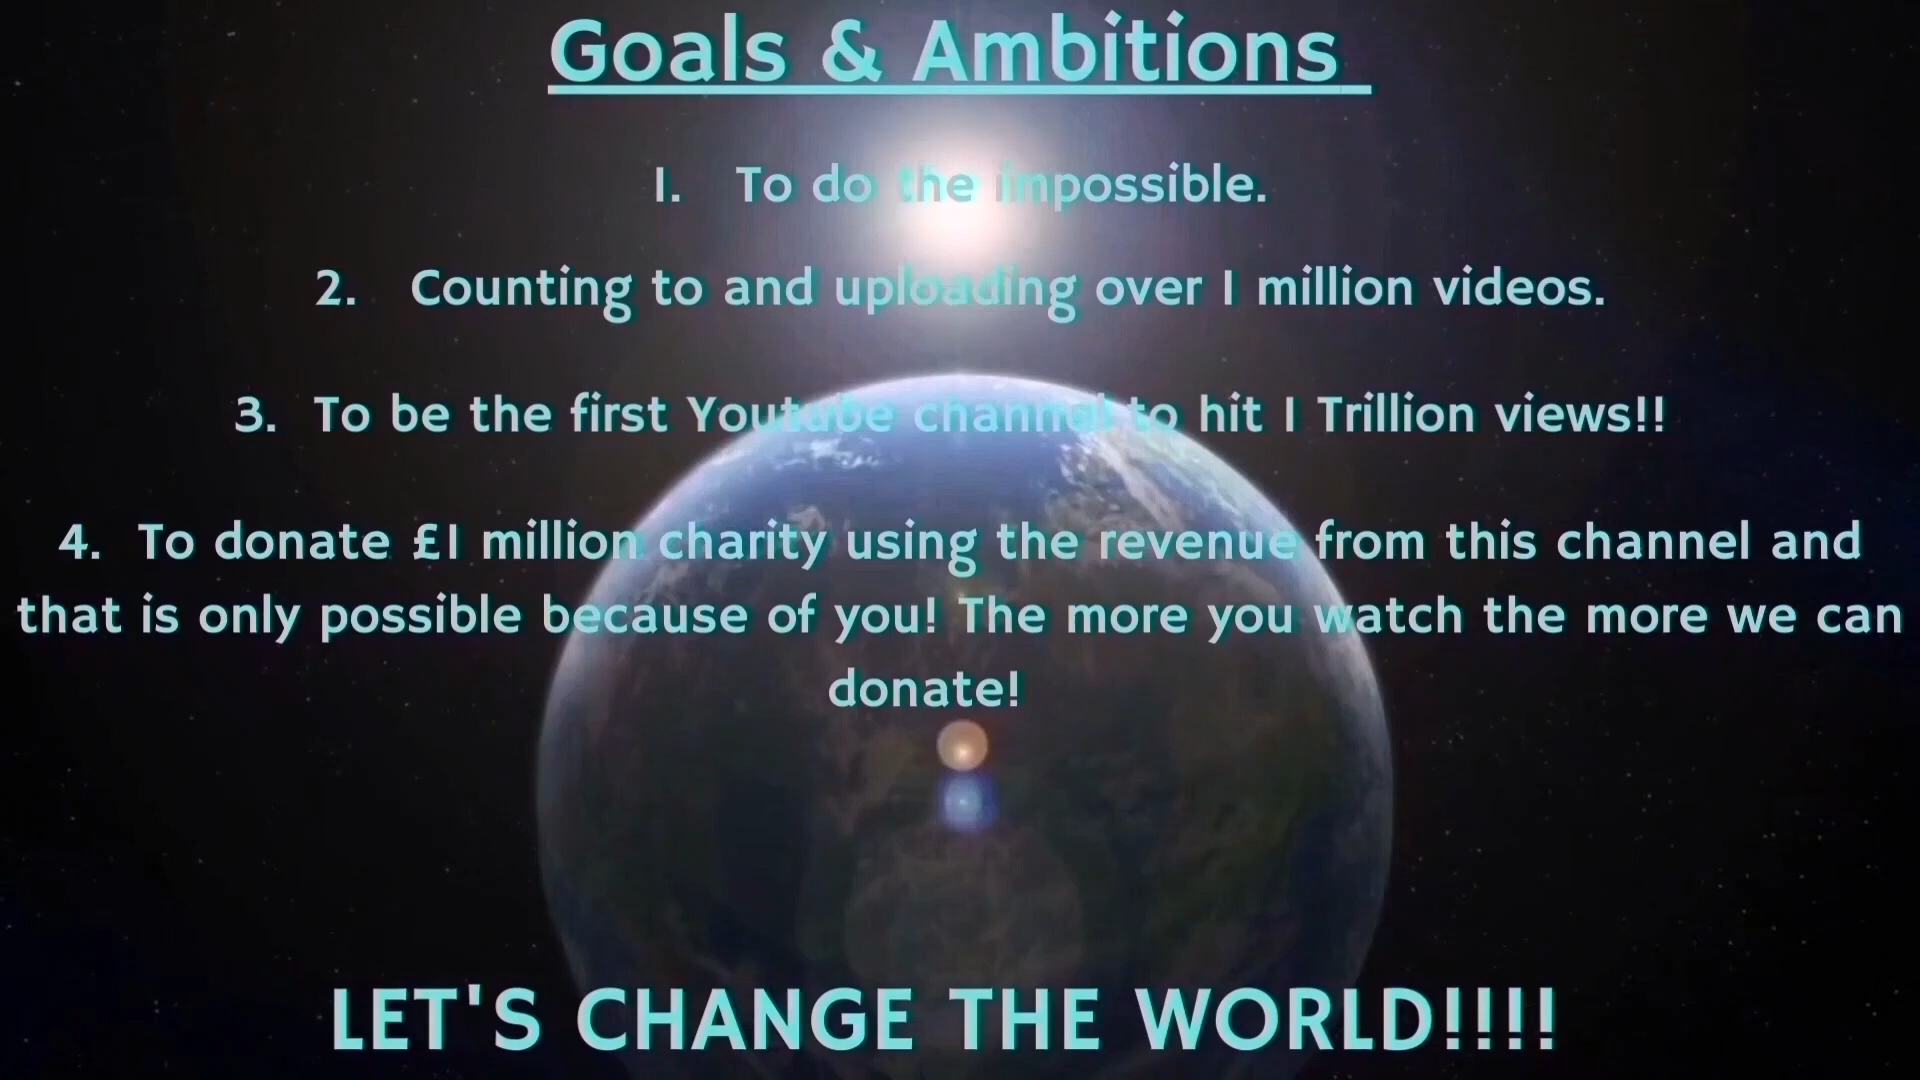 Goals & Ambitions
1. To do the impossible.
2. Counting to and uploading over 1 million videos.
3. To be the first Youtube channel to hit 1 Trillion views!!
4. To donate £1 million charity using the revenue from this channel and
that is only possible because of you! The more you watch the more we can
donate!
LET'S CHANGE THE WORLD!!!!